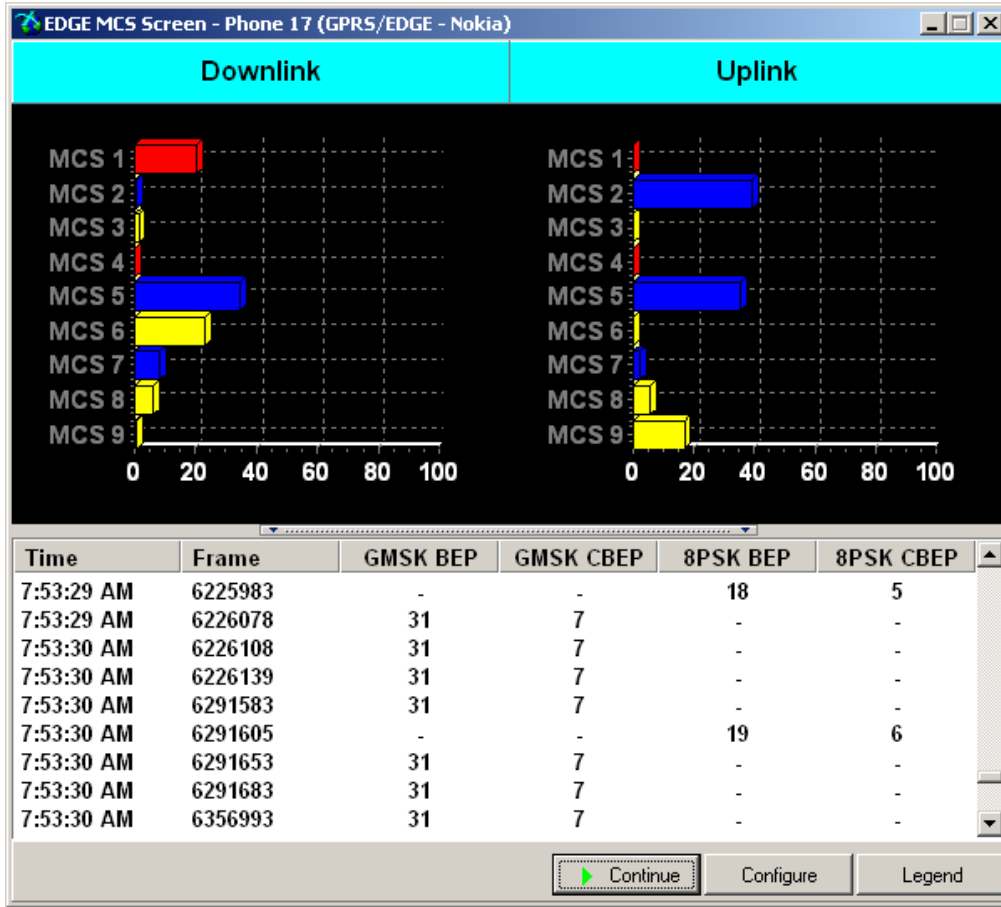 EDGE MCS Screen - Phone 17 (GPRS/EDGE - Nokia)
Downlink Uplink
MCS 1 MCS 1
MCS 2 MCS 2
MCS 3 MCS 3
MCS 4 MCS 4
MCS 5 MCS 5
MCS 6 MCS 6
MCS 7 MCS 7
MCS 8 MCS 8
MCS 9 MCS 9
0 20 40 60 80 100 0 20 40 60 80 100
Time Frame GMSK BEP GMSK CBEP 8PSK BEP 8PSK CBEP
7:53:29 AM 6225983 - - 18 5
7:53:29 AM 6226078 31 7 - -
7:53:30 AM 6226108 31 7 - -
7:53:30 AM 6226139 31 7 - -
7:53:30 AM 6291583 31 7 - -
7:53:30 AM 6291605 - - 19 6
7:53:30 AM 6291653 31 7 - -
7:53:30 AM 6291683 31 7 - -
7:53:30 AM 6356993 31 7 - -
Continue Configure Legend